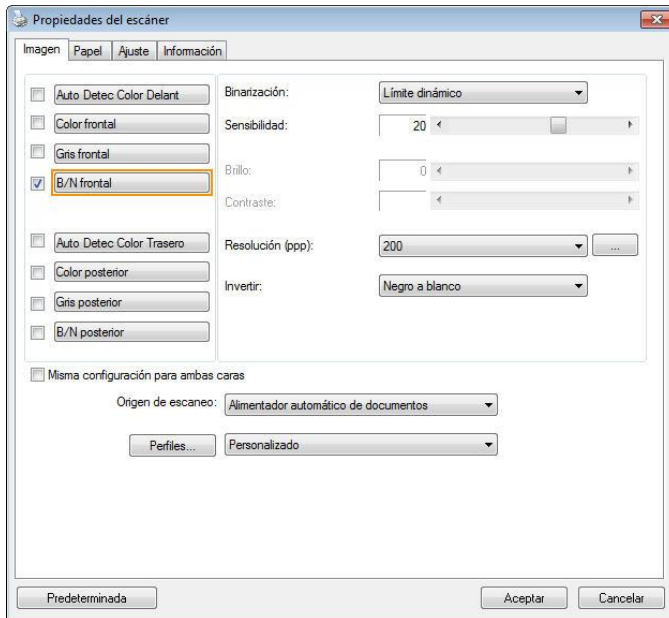 Propiedades del escáner
Imagen Papel Ajuste Información
Auto Detec Color Delant
Color frontal
Gris frontal
B/N frontal
Auto Detec Color Trasero
Color posterior
Gris posterior
B/N posterior
Binarización: Límite dinámico
Sensibilidad: 20
Brillo: 0
Contraste:
Resolución (ppp): 200 ...
Invertir: Negro a blanco
Misma configuración para ambas caras
Origen de escaneo: Alimentador automático de documentos
Perfiles... Personalizado
Predeterminada Aceptar Cancelar